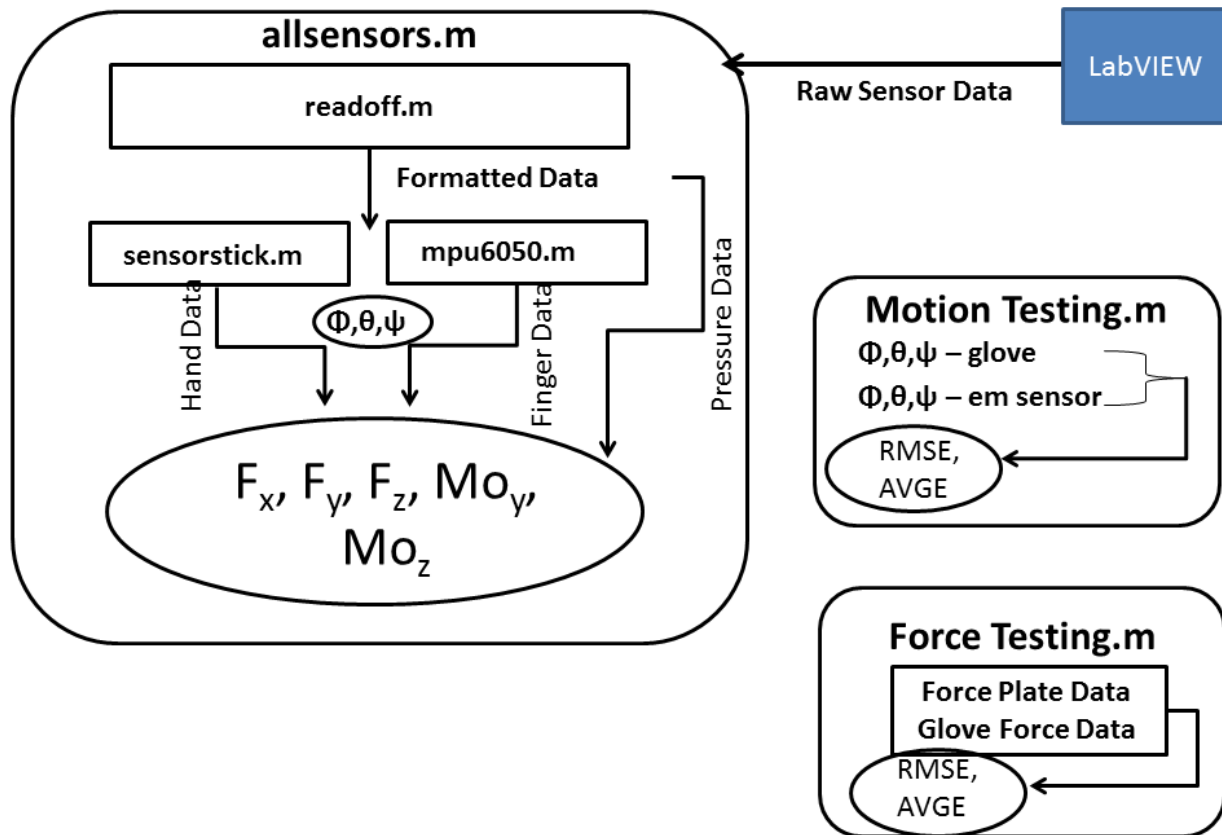 allsensors.m
readoff.m
Formatted Data
sensorstick.m
mpu6050.m
Hand Data
Φ,θ,ψ
Finger Data
Pressure Data
Fx, Fy, Fz, Moy,
Moz
Raw Sensor Data
LabVIEW
Motion Testing.m
Φ,θ,ψ – glove
Φ,θ,ψ – em sensor
RMSE,
AVGE
Force Testing.m
Force Plate Data
Glove Force Data
RMSE,
AVGE